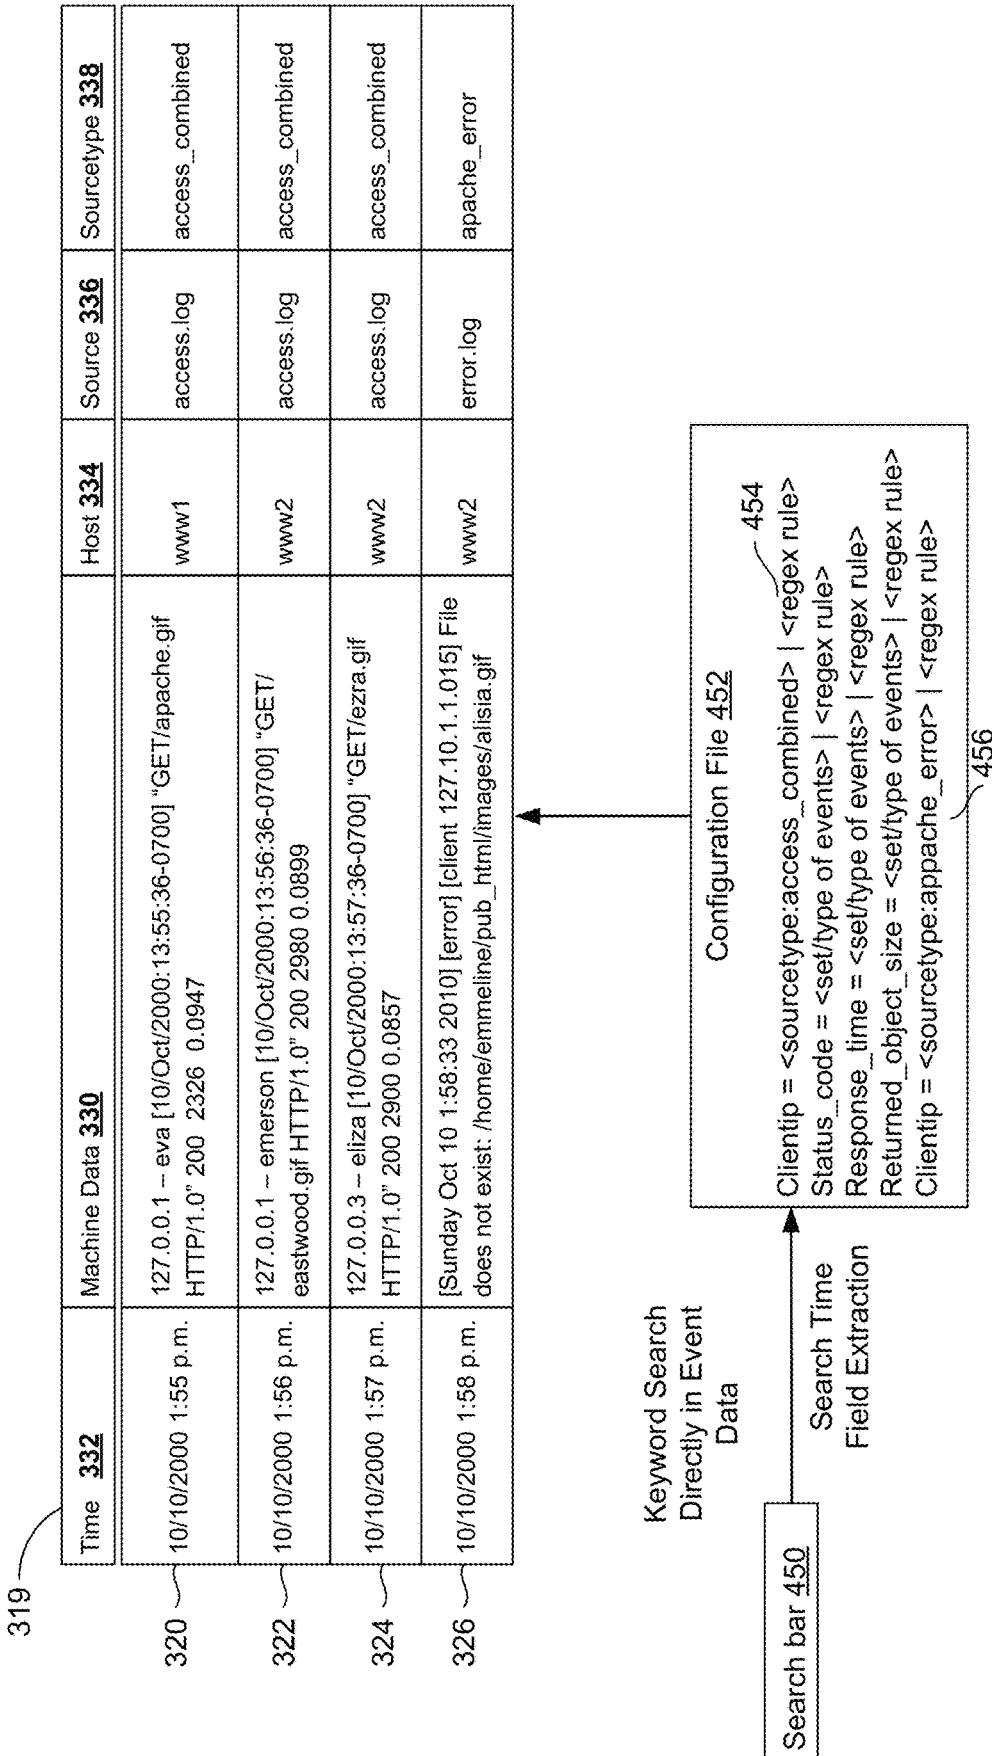 319
Time 332 Machine Data 330 Host 334 Source 336 Sourcetype 338
320 10/10/2000 1:55 p.m. 127.0.0.1 – eva [10/Oct/2000:13:55:36-0700] “GET/apache.gif www1 access.log access_combined
HTTP/1.0” 200 2326 0.0947
322 10/10/2000 1:56 p.m. 127.0.0.1 – emerson [10/Oct/2000:13:56:36-0700] “GET/ www2 access.log access_combined
eastwood.gif HTTP/1.0” 200 2980 0.0899
324 10/10/2000 1:57 p.m. 127.0.0.3 – eliza [10/Oct/2000:13:57:36-0700] “GET/ezra.gif www2 access.log access_combined
HTTP/1.0” 200 2900 0.0857
326 10/10/2000 1:58 p.m. [Sunday Oct 10 1:58:33 2010] [error] [client 127.10.1.1.015] File www2 error.log apache_error
does not exist: /home/emmeline/pub_html/images/alisia.gif
Keyword Search
Directly in Event
Data
Search bar 450
Search Time
Field Extraction
Configuration File 452
454
Clientip = <sourcetype:access_combined> | <regex rule>
Status_code = <set/type of events> | <regex rule>
Response_time = <set/type of events> | <regex rule>
Returned_object_size = <set/type of events> | <regex rule>
Clientip = <sourcetype:appache_error> | <regex rule>
456